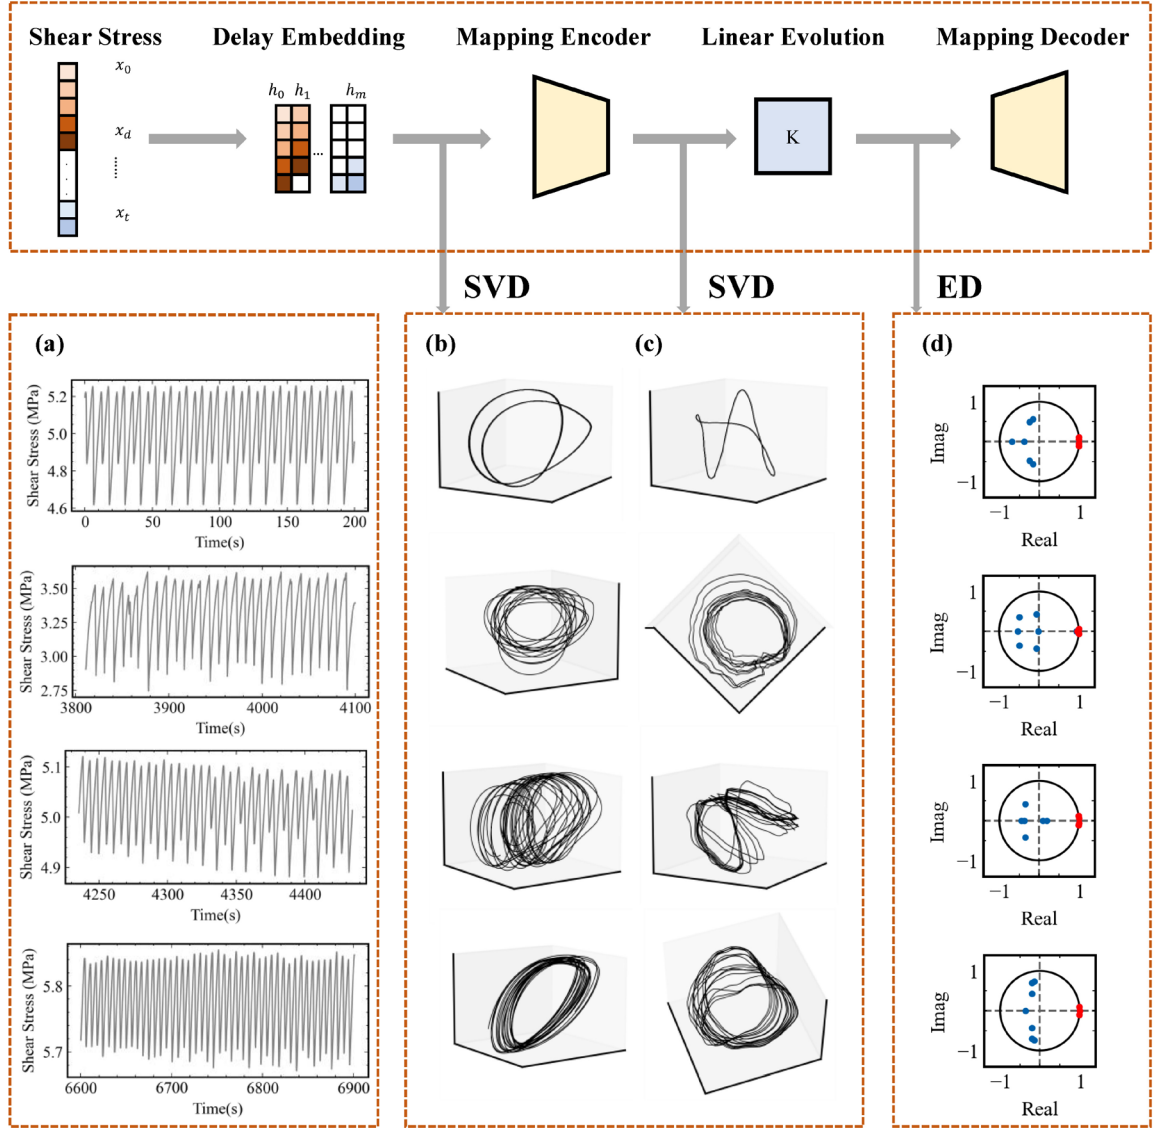 Shear Stress Delay Embedding Mapping Encoder Linear Evolution Mapping Decoder
x0
h0 h1 hm
xd
K
...
xt
SVD SVD ED
(a) (b) (c) (d)
Shear Stress (MPa)
5.2
5.0
4.8
4.6
0 50 100 150 200
Time(s)
Imag
1
−1
−1 1
Real
Shear Stress (MPa)
3.50
3.25
3.00
2.75
3800 3900 4000 4100
Time(s)
Imag
1
−1
−1 1
Real
Shear Stress (MPa)
5.1
5.0
4.9
4250 4300 4350 4400
Time(s)
Imag
1
−1
−1 1
Real
Shear Stress (MPa)
5.8
5.7
6600 6700 6800 6900
Time(s)
Imag
1
−1
−1 1
Real